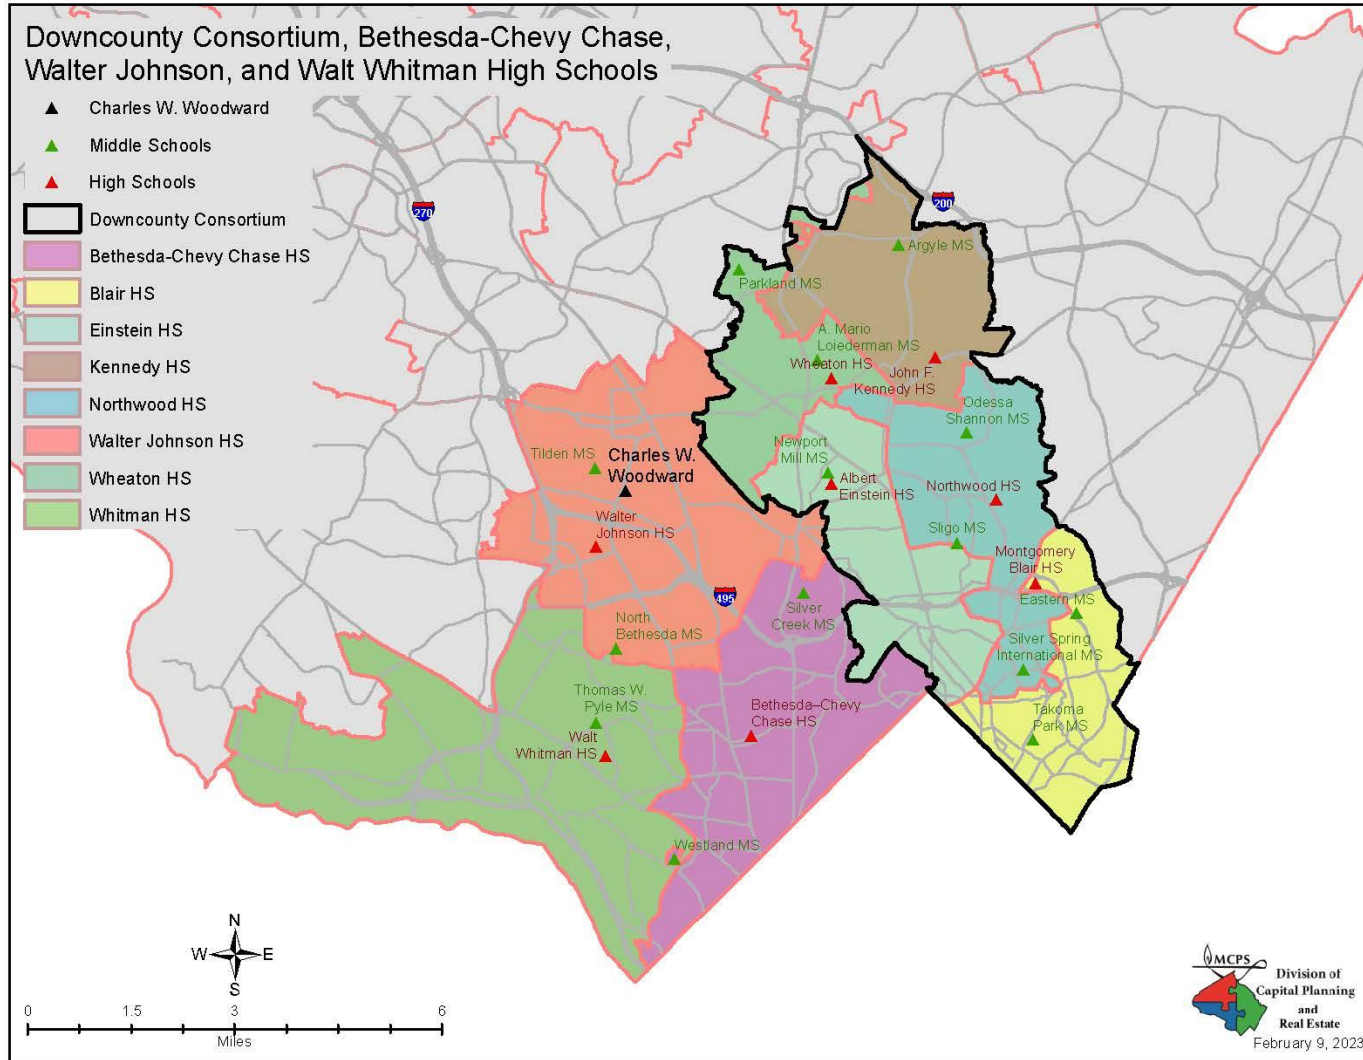 Downcounty Consortium, Bethesda-Chevy Chase,
Walter Johnson, and Walt Whitman High Schools
Charles W. Woodward
Middle Schools
High Schools
Downcounty Consortium
Bethesda-Chevy Chase HS
Blair HS
Einstein HS
Kennedy HS
Northwood HS
Walter Johnson HS
Wheaton HS
Whitman HS
270
200
495
Argyle MS
Parkland MS
A. Mario
Loiederman MS
Wheaton HS
John F.
Kennedy HS
Odessa
Shannon MS
Tilden MS
Charles W.
Woodward
Newport
Mill MS
Albert
Einstein HS
Northwood HS
Walter
Johnson HS
Sligo MS
Montgomery
Blair HS
Eastern MS
Silver
Creek MS
North
Bethesda MS
Silver Spring
International MS
Thomas W.
Pyle MS
Walt
Whitman HS
Bethesda–Chevy
Chase HS
Takoma
Park MS
Westland MS
N
W
E
S
0
1.5
3
6
Miles
MCPS
Division of
Capital Planning
and
Real Estate
February 9, 2023